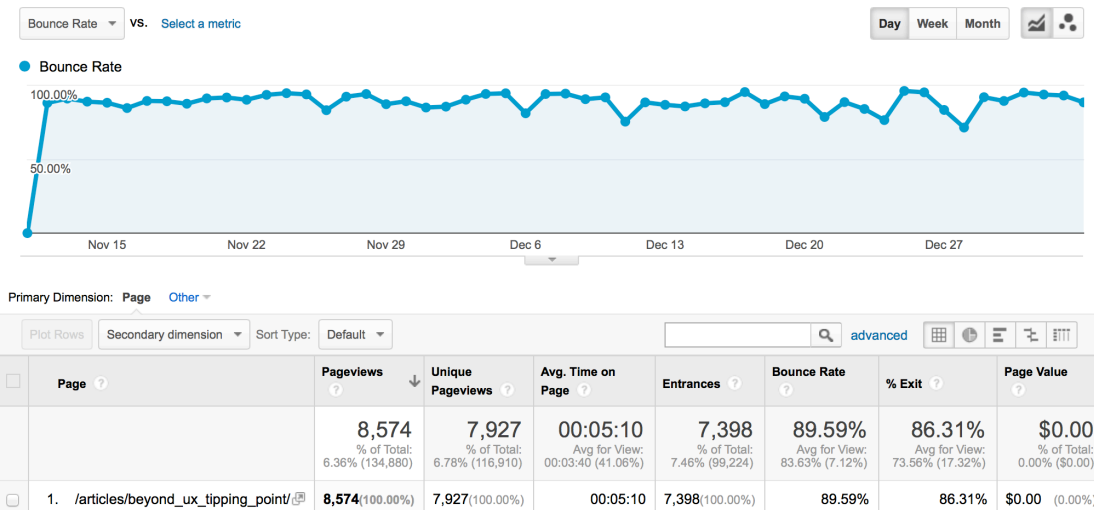 Bounce Rate VS. Select a metric Day Week Month
Bounce Rate
100.00%
50.00%
Nov 15 Nov 22 Nov 29 Dec 6 Dec 13 Dec 20 Dec 27
Primary Dimension: Page Other
Plot Rows Secondary dimension Sort Type: Default advanced
Page ? Pageviews ? Unique Pageviews ? Avg. Time on Page ? Entrances ? Bounce Rate ? % Exit ? Page Value ?
8,574 7,927 00:05:10 7,398 89.59% 86.31% $0.00
% of Total: % of Total: Avg for View: % of Total: Avg for View: Avg for View: % of Total:
6.36% (134,880) 6.78% (116,910) 00:03:40 (41.06%) 7.46% (99,224) 83.63% (7.12%) 73.56% (17.32%) 0.00% ($0.00)
1. /articles/beyond_ux_tipping_point/ 8,574(100.00%) 7,927(100.00%) 00:05:10 7,398(100.00%) 89.59% 86.31% $0.00 (0.00%)